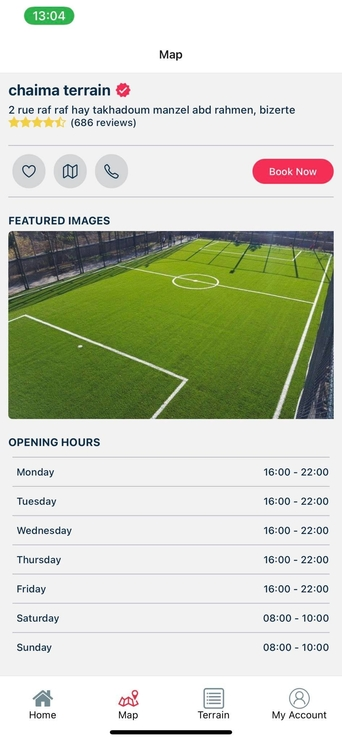 13:04
Map
chaima terrain
2 rue raf raf hay takhadoum manzel abd rahmen, bizerte
(686 reviews)
Book Now
FEATURED IMAGES
OPENING HOURS
Monday 16:00 - 22:00
Tuesday 16:00 - 22:00
Wednesday 16:00 - 22:00
Thursday 16:00 - 22:00
Friday 16:00 - 22:00
Saturday 08:00 - 10:00
Sunday 08:00 - 10:00
Home Map Terrain My Account